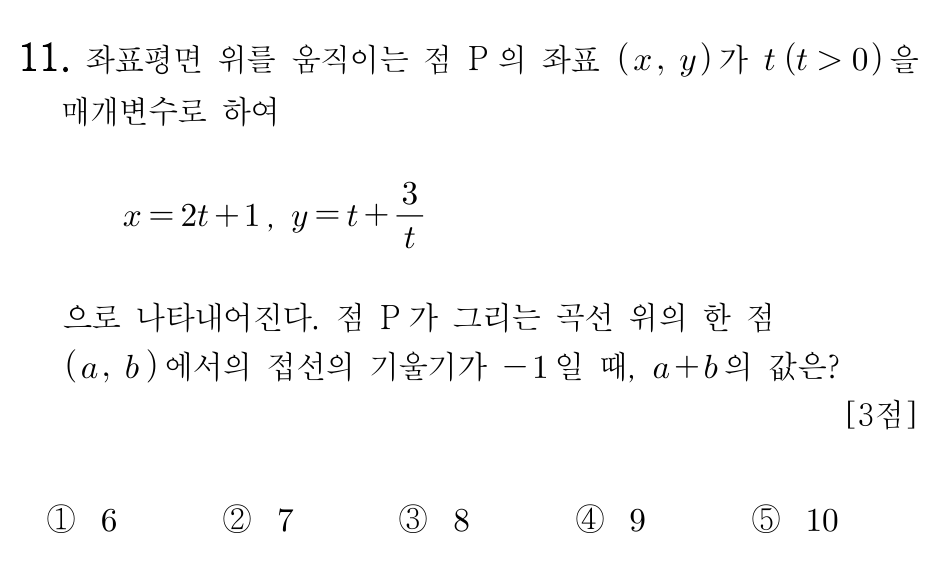 11. 좌표평면 위를 움직이는 점 P의 좌표 (x, y)가 t(t>0)을
매개변수로 하여
x=2t+1, y=t+3/t
으로 나타내어진다. 점 P가 그리는 곡선 위의 한 점
(a, b)에서의 접선의 기울기가 -1일 때, a+b의 값은?
[3점]
① 6 ② 7 ③ 8 ④ 9 ⑤ 10